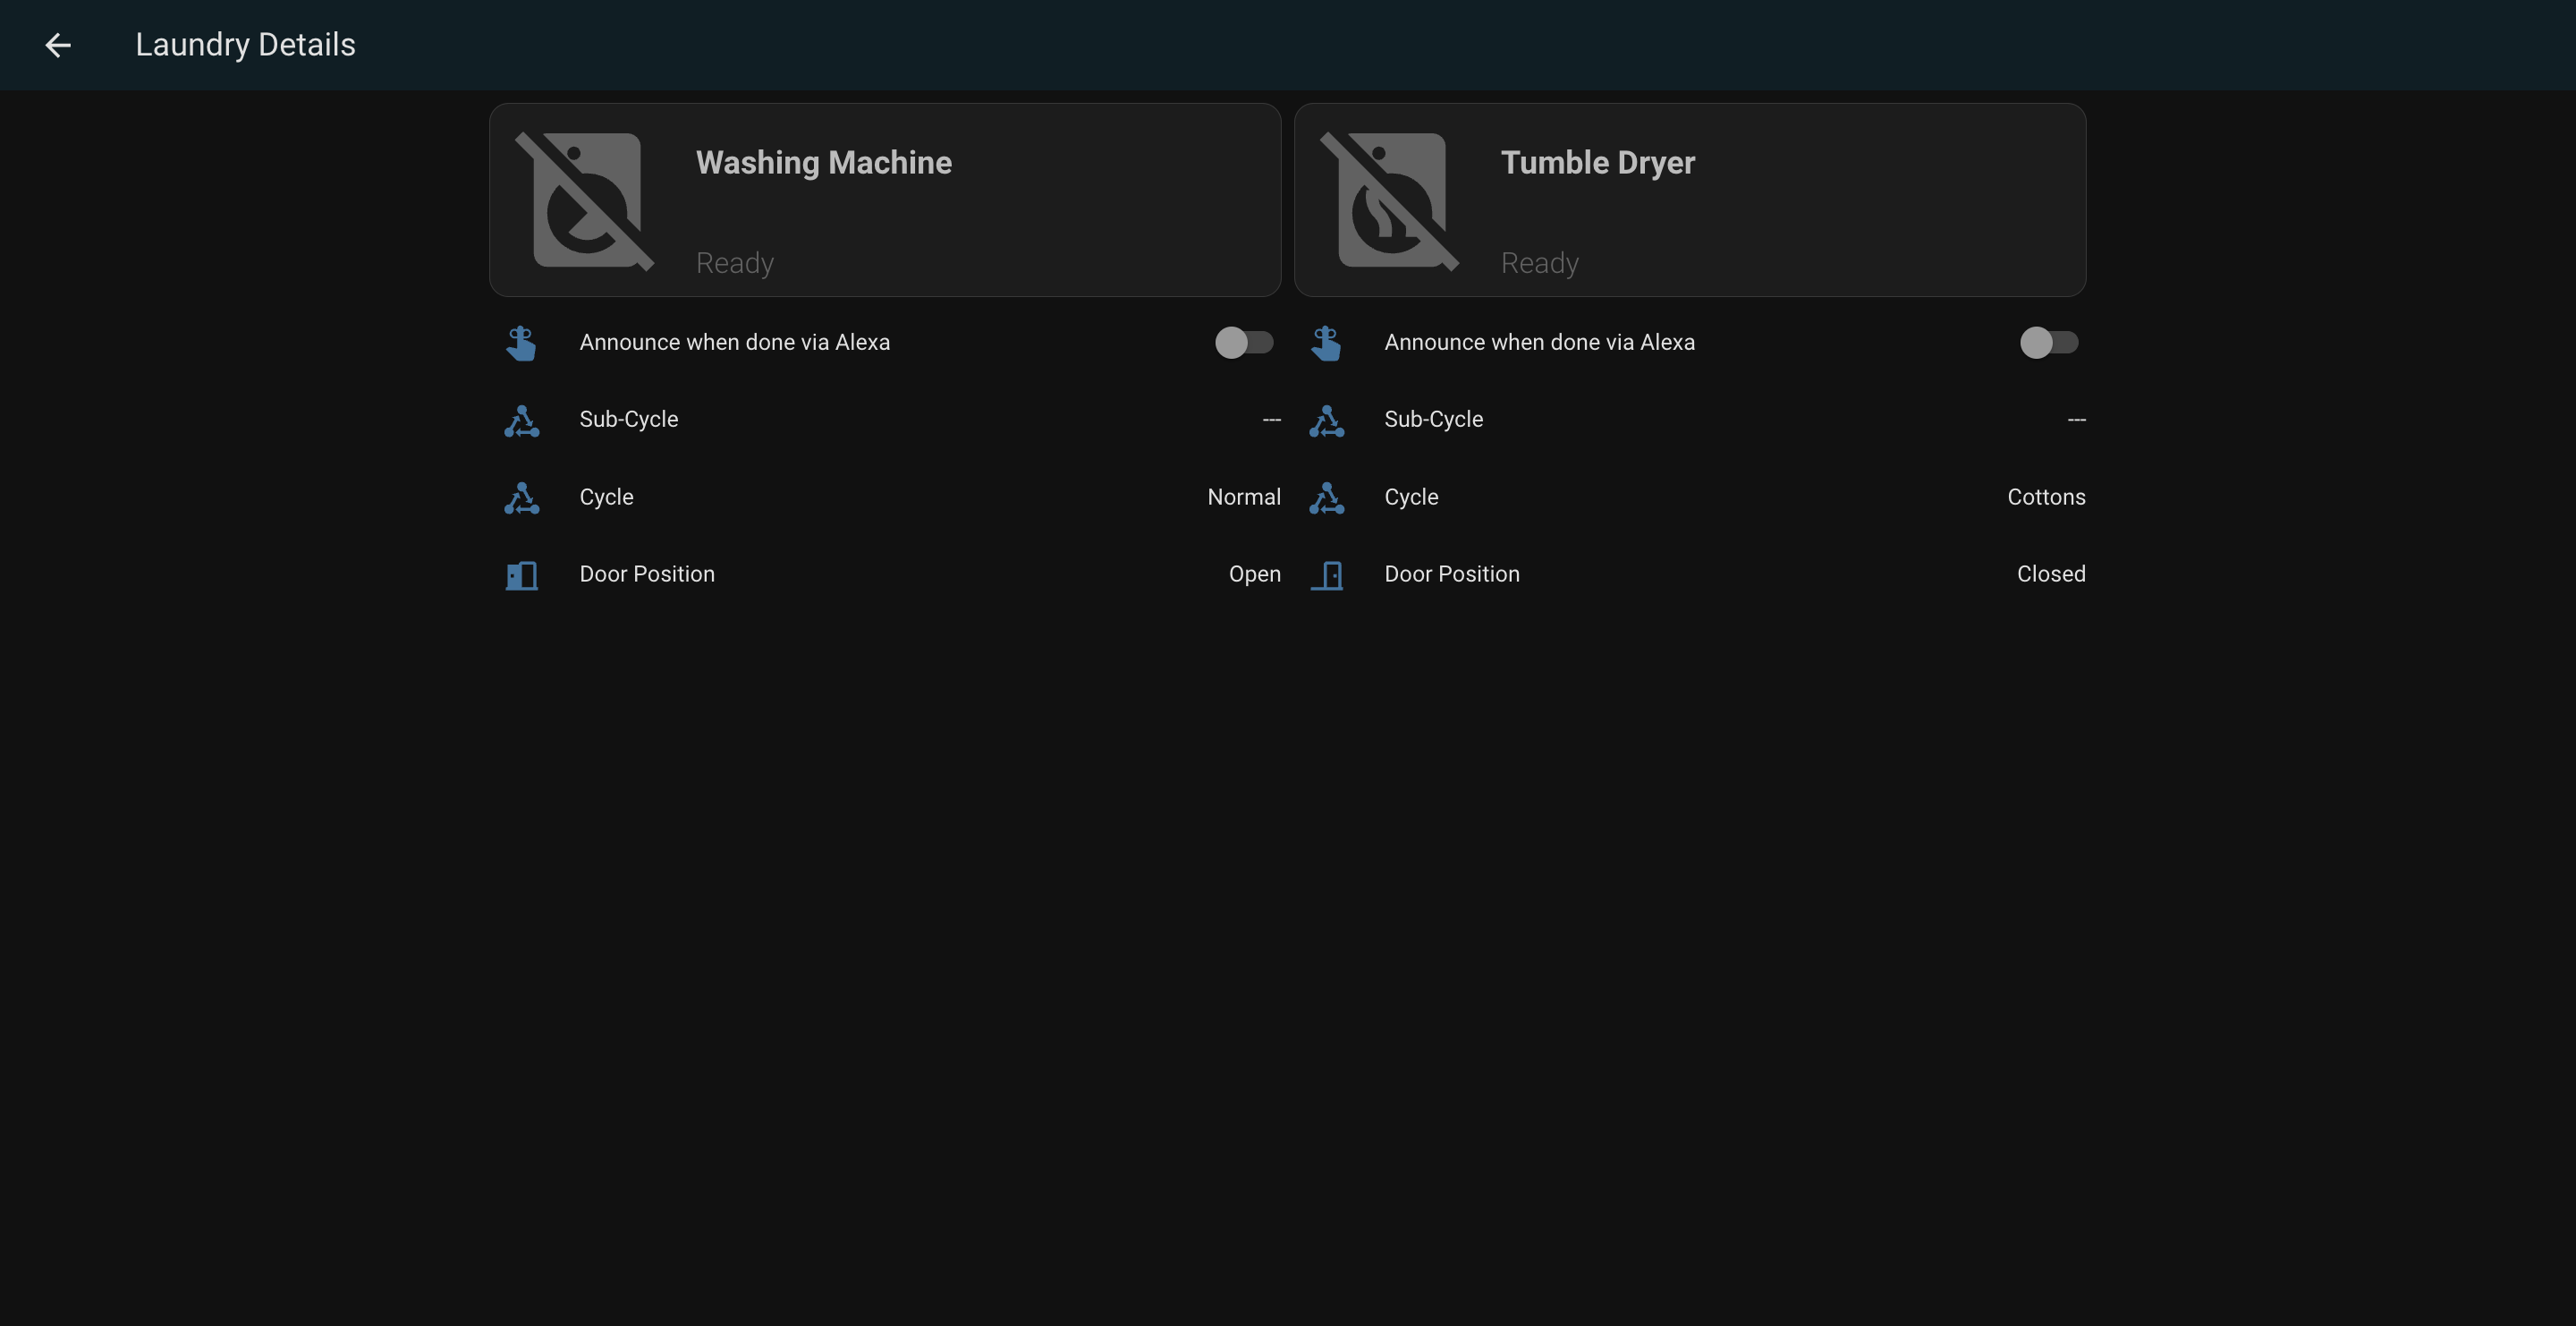 Laundry Details
Washing Machine
Ready
Announce when done via Alexa
Sub-Cycle
---
Cycle
Normal
Door Position
Open
Tumble Dryer
Ready
Announce when done via Alexa
Sub-Cycle
---
Cycle
Cottons
Door Position
Closed